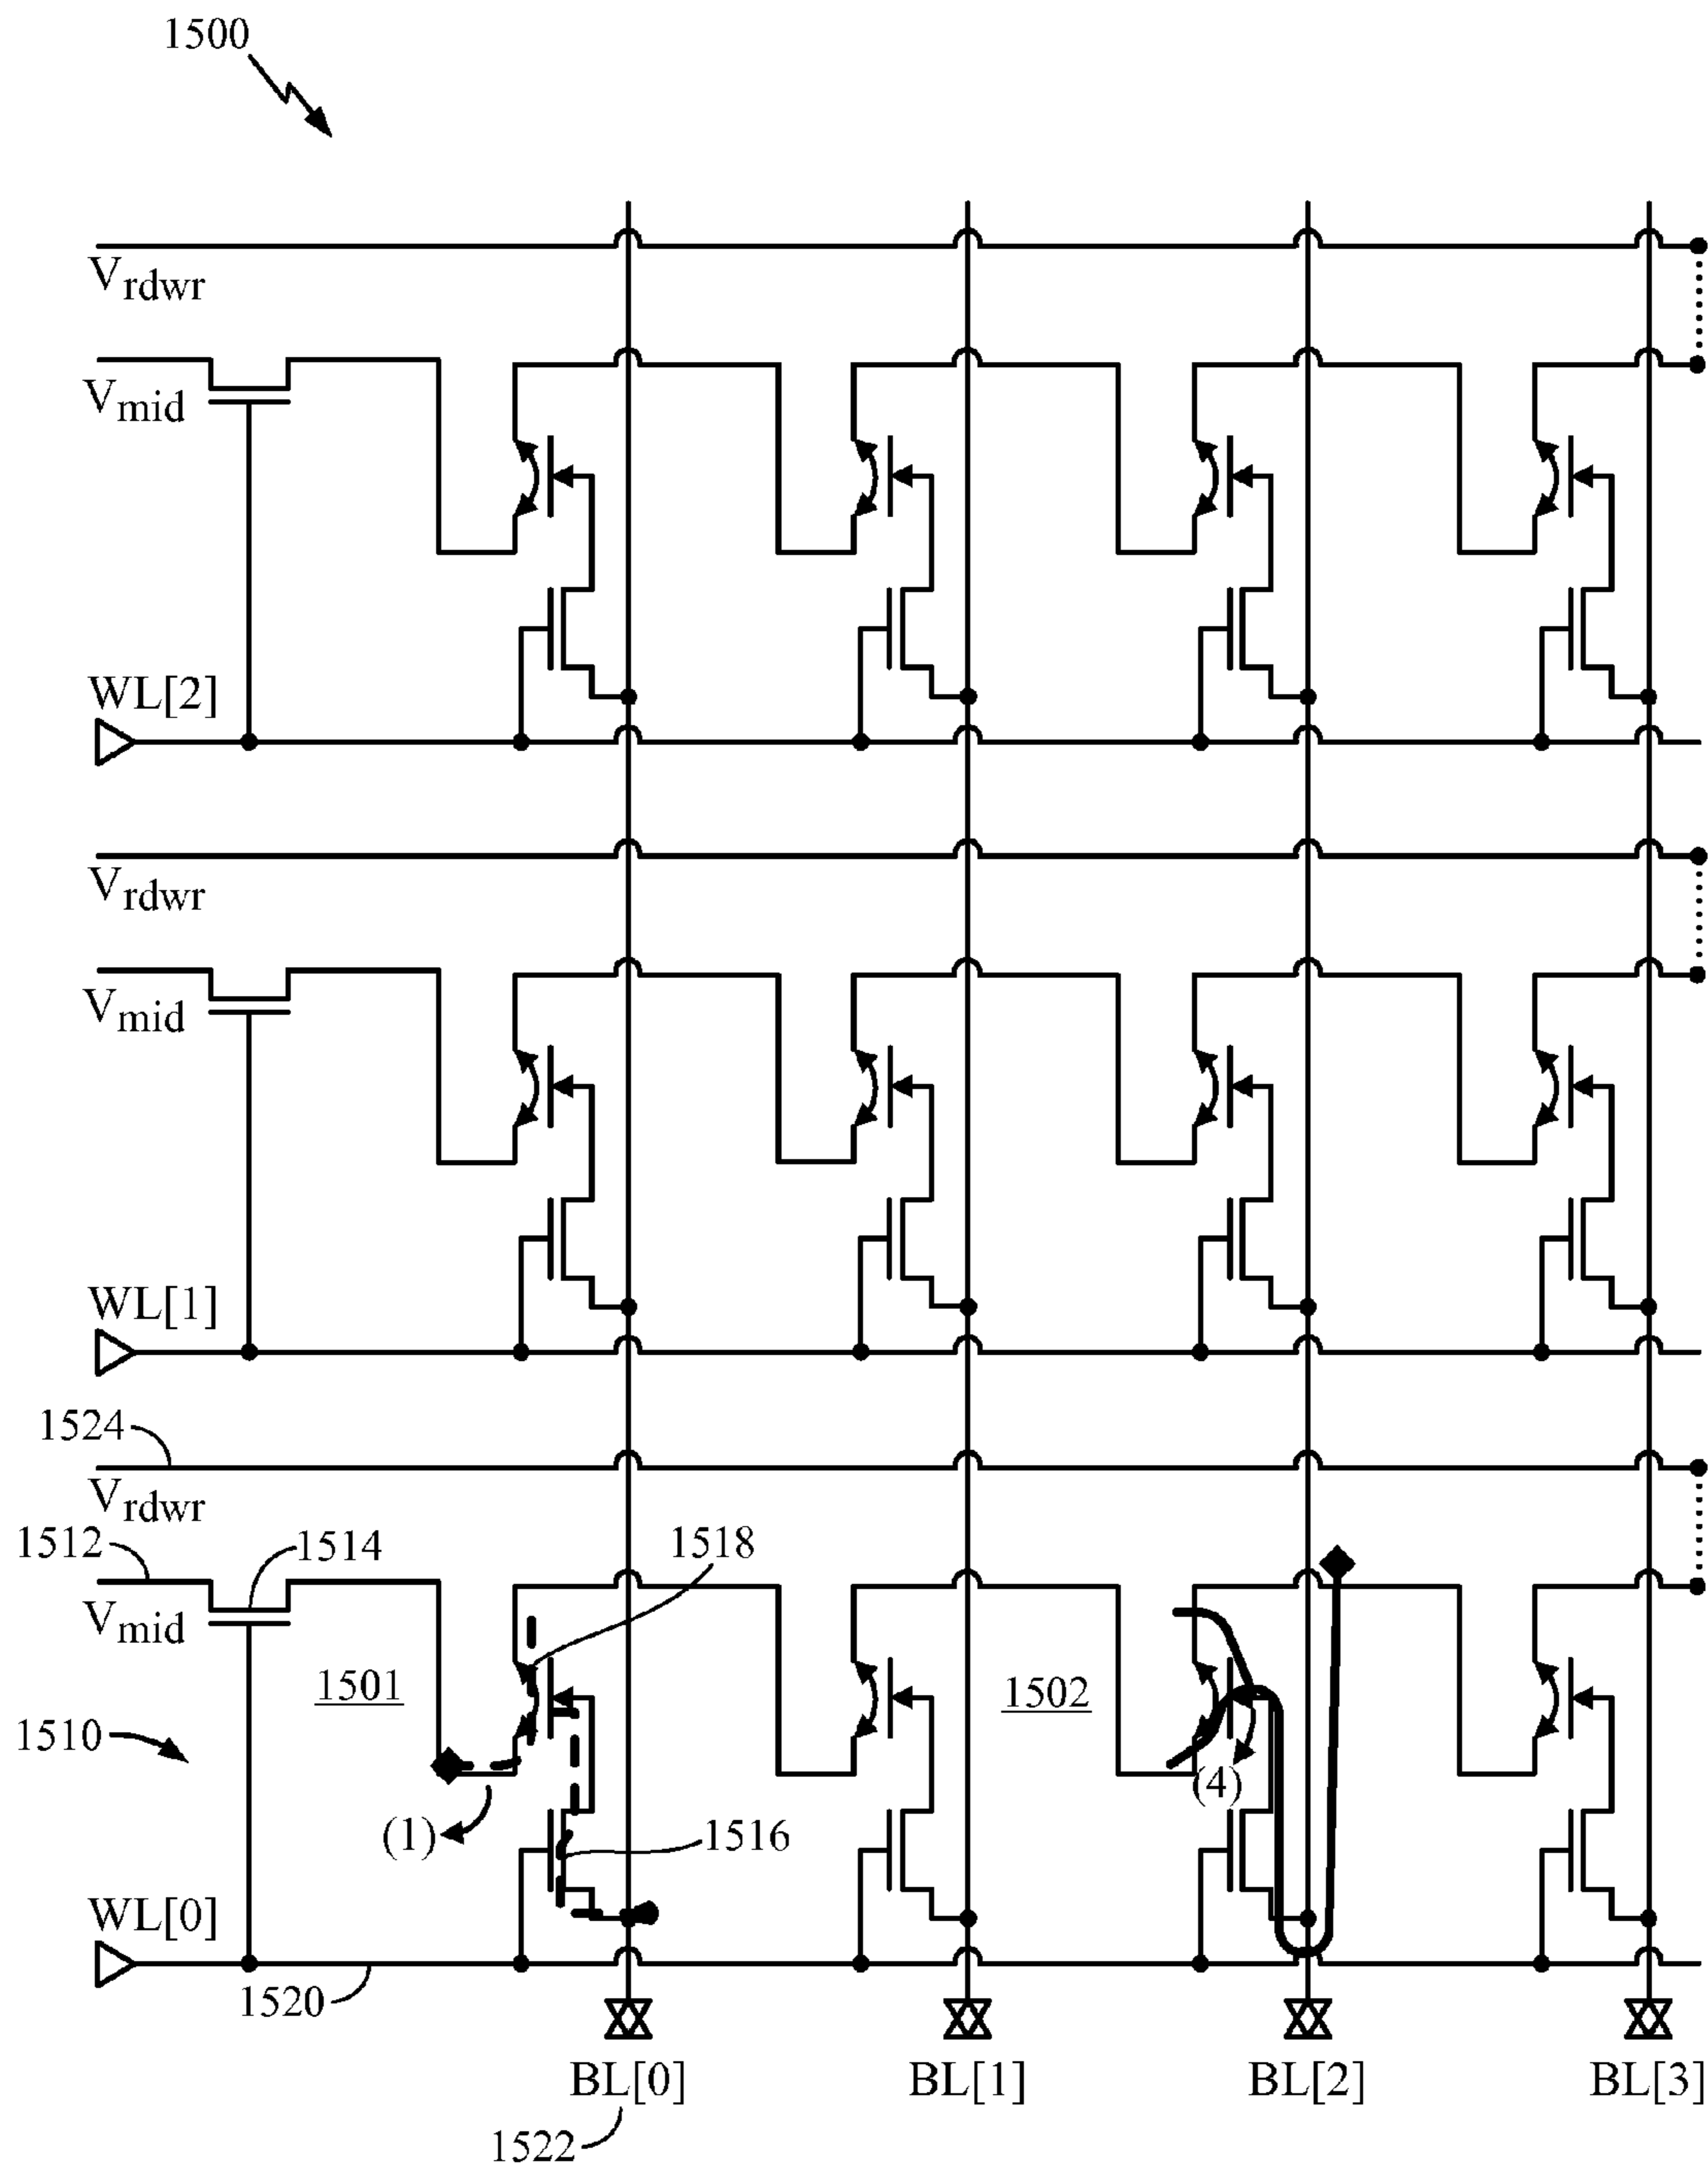 1500
Vrdwr
Vmid
WL[2]
Vrdwr
Vmid
WL[1]
1524
Vrdwr
1512
1514
1518
Vmid
1501
1502
1510
(4)
(1)
1516
WL[0]
1520
BL[0]
BL[1]
BL[2]
BL[3]
1522